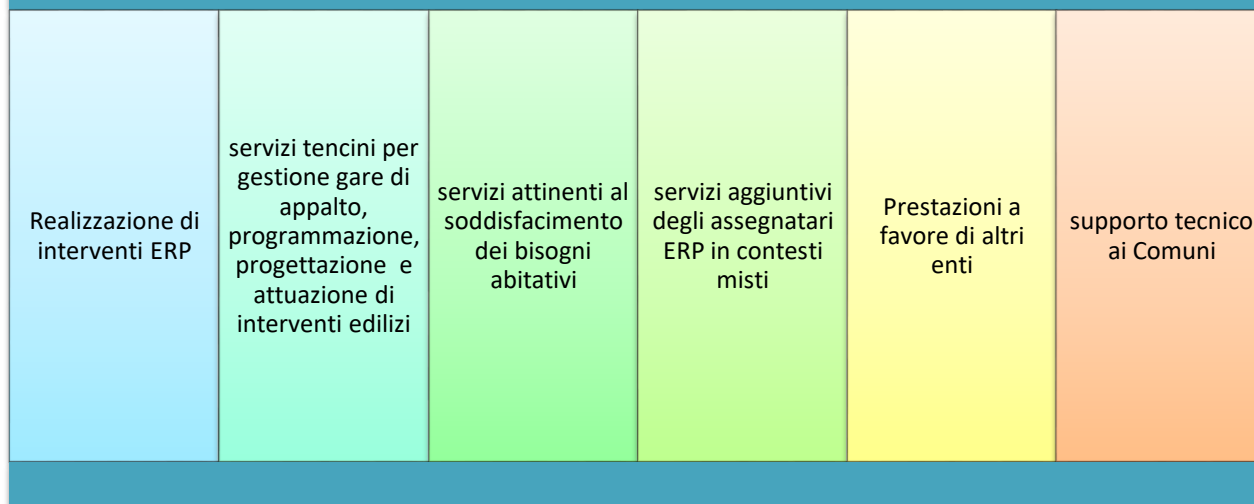 Realizzazione di
interventi ERP
servizi tencini per
gestione gare di
appalto,
programmazione,
progettazione e
attuazione di
interventi edilizi
servizi attinenti al
soddisfacimento
dei bisogni
abitativi
servizi aggiuntivi
degli assegnatari
ERP in contesti
misti
Prestazioni a
favore di altri
enti
supporto tecnico
ai Comuni